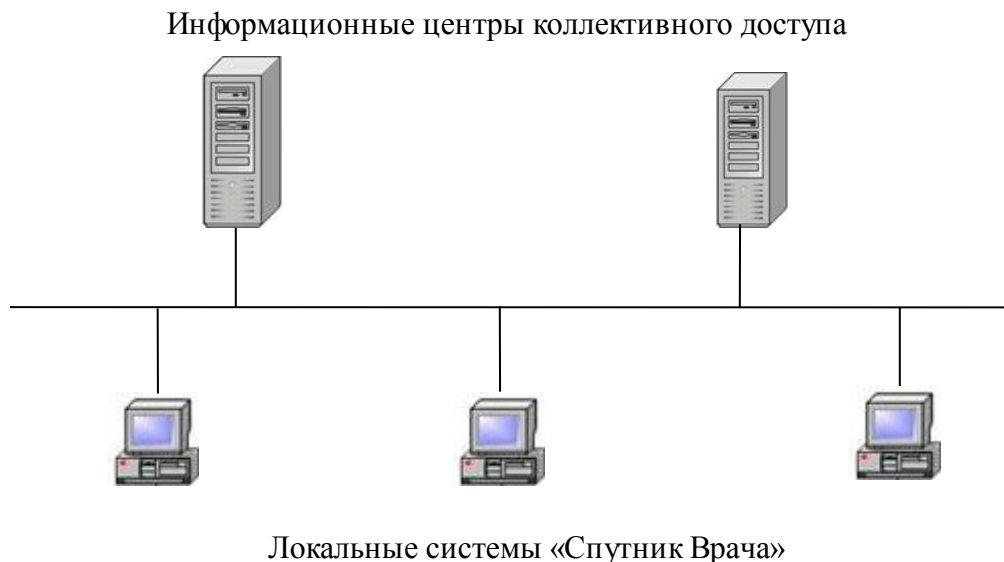 Информационные центры коллективного доступа
Локальные системы «Спутник Врача»